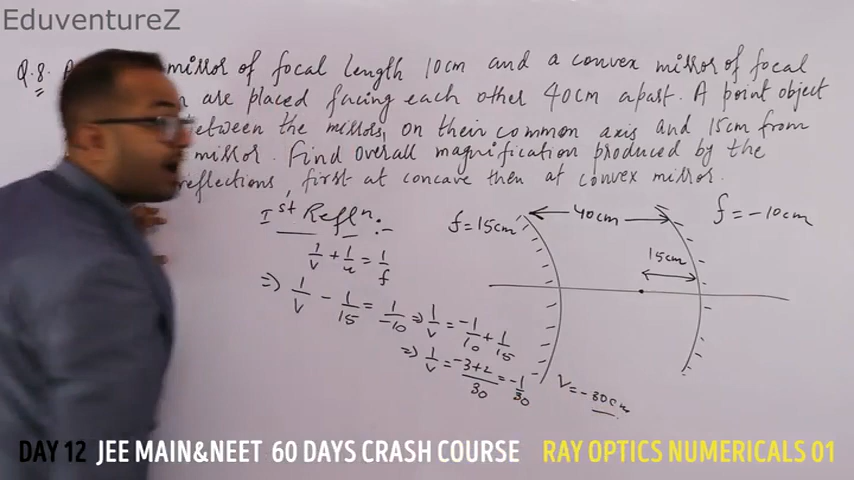 EduventureZ
Q.8. A mirror of focal length 10cm and a convex mirror of focal
are placed facing each other 40cm apart. A point object
between the mirrors, on their common axis and 15cm from
mirror. Find overall magnification produced by the
reflections, first at concave then at convex mirror.
Ist Refln:-
f=15cm
40cm
f=-10cm
15cm
1/v + 1/u = 1/f
=> 1/v - 1/15 = 1/-10 => 1/v = -1/10 + 1/15
=> 1/v = -3+2/30 = -1/30
V=-30cm
DAY 12 JEE MAIN&NEET 60 DAYS CRASH COURSE RAY OPTICS NUMERICALS 01